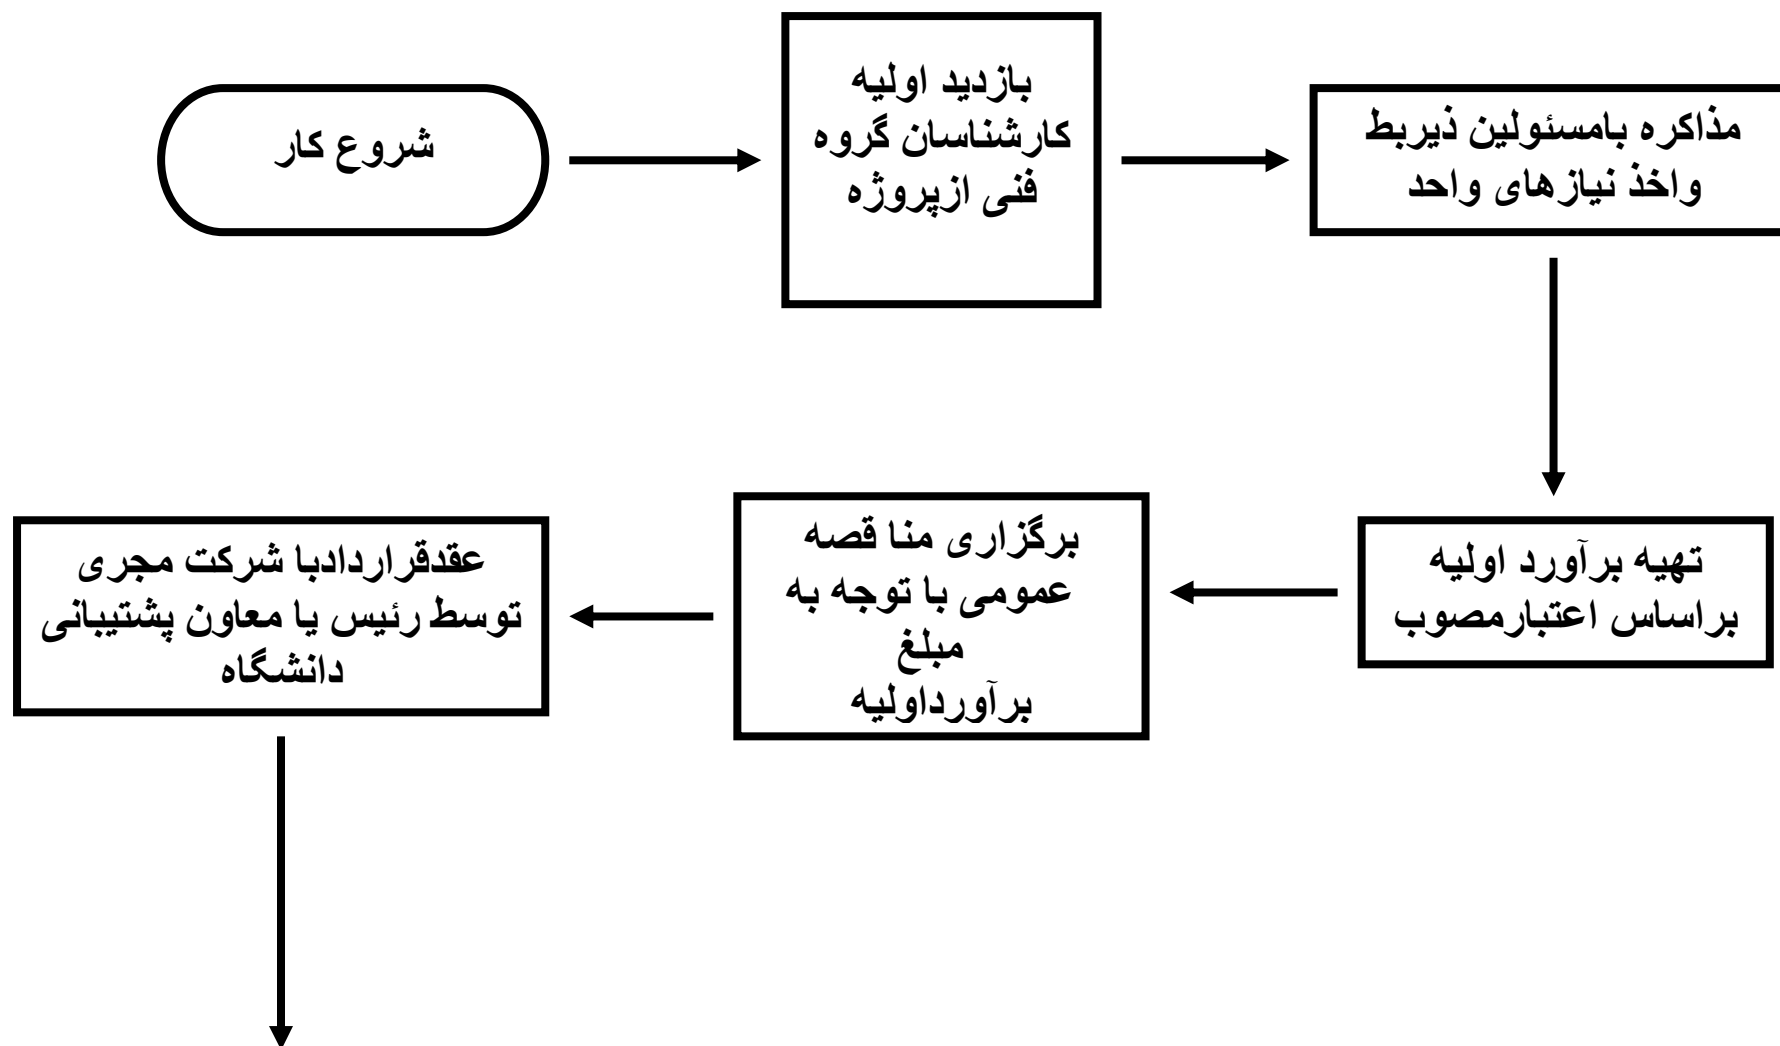 شروع کار
بازدید اولیه
کارشناسان گروه
فنی ازپروژه
مذاکره بامسئولین ذیربط
واخذ نیازهای واحد
تهیه برآورد اولیه
براساس اعتبارمصوب
برگزاری منا قصه
عمومی با توجه به
مبلغ
برآورداولیه
عقدقراردادبا شرکت مجری
توسط رئیس یا معاون پشتیبانی
دانشگاه